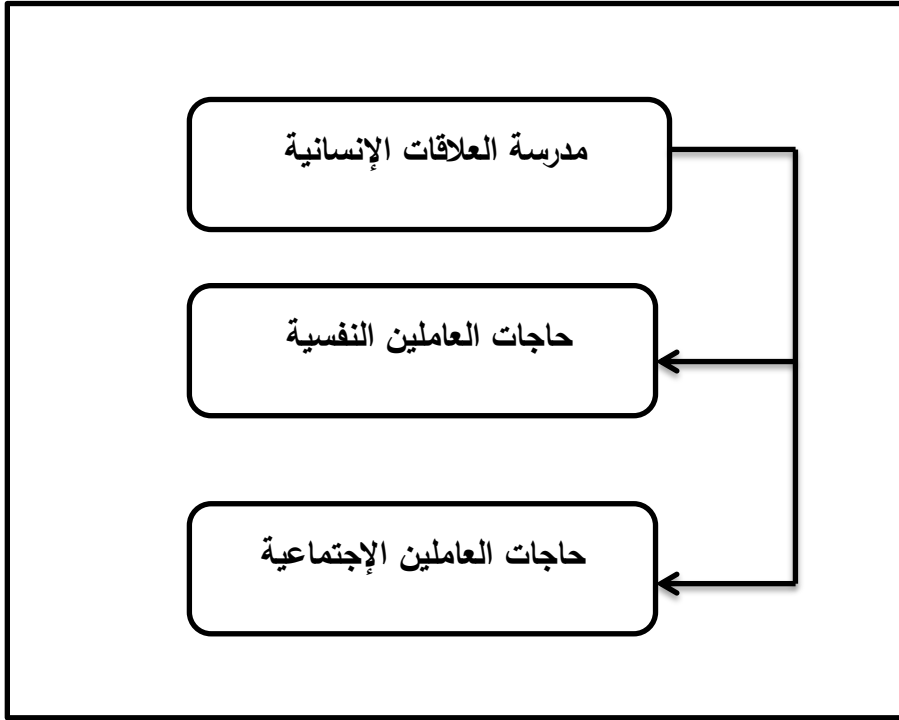 مدرسة العلاقات الإنسانية
حاجات العاملين النفسية
حاجات العاملين الإجتماعية